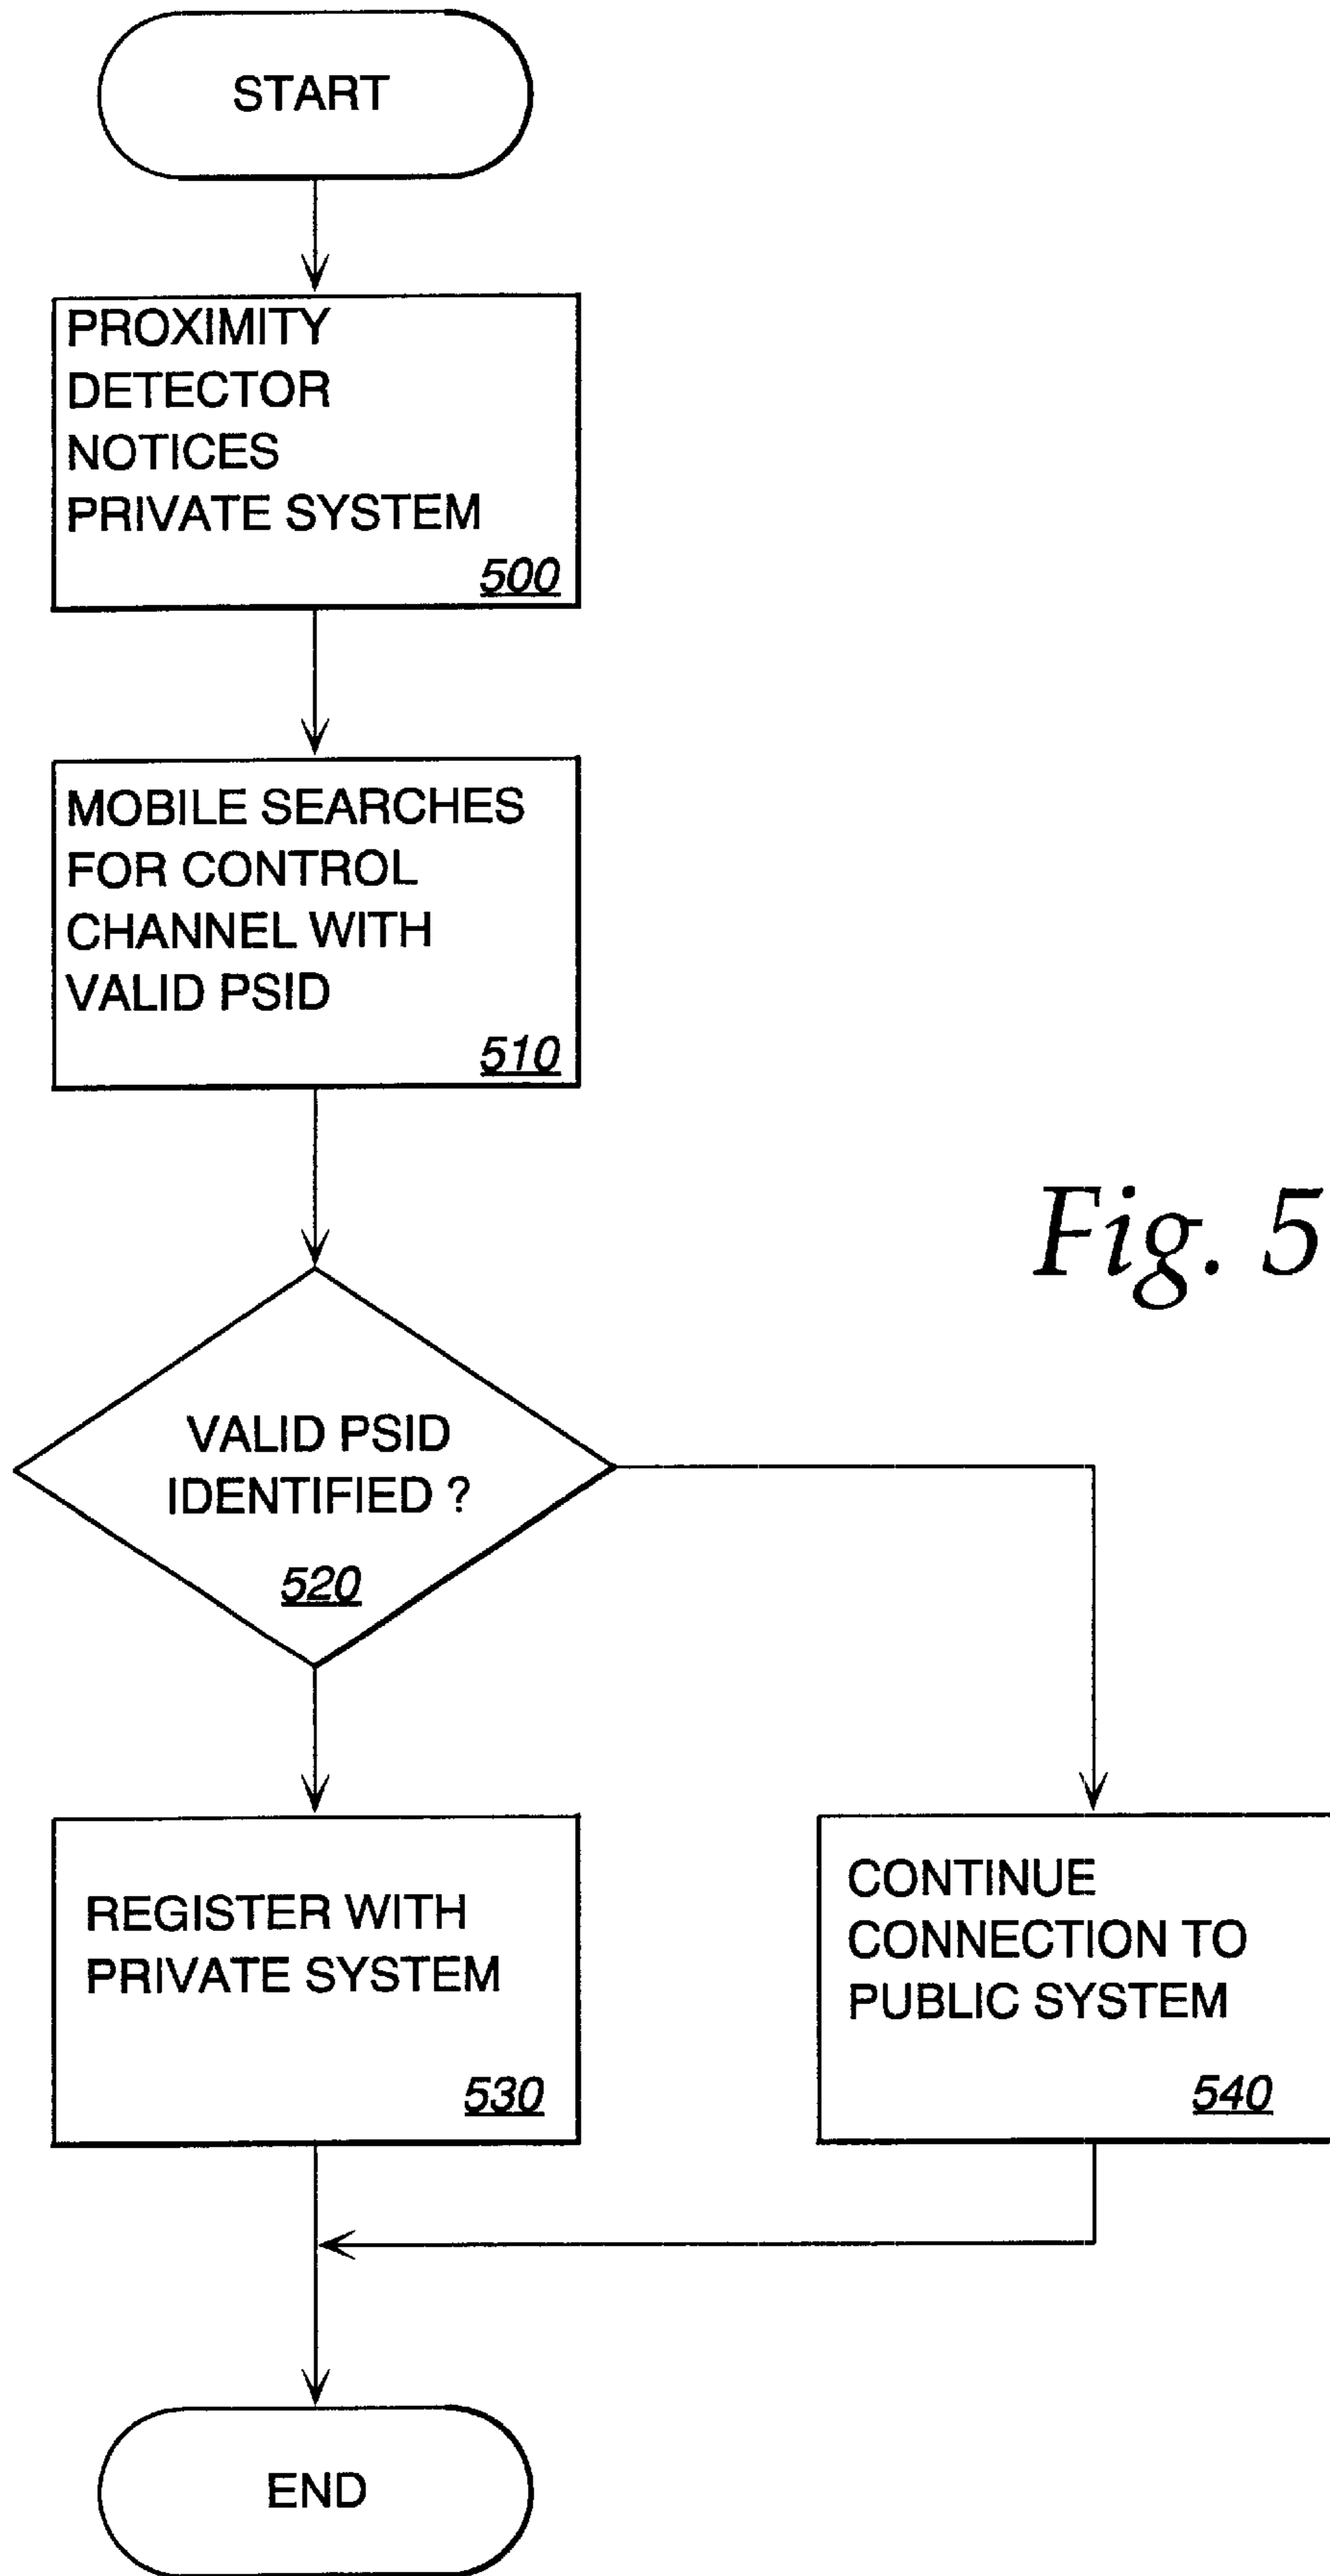 START
PROXIMITY
DETECTOR
NOTICES
PRIVATE SYSTEM
500
MOBILE SEARCHES
FOR CONTROL
CHANNEL WITH
VALID PSID
510
Fig. 5
VALID PSID
IDENTIFIED ?
520
REGISTER WITH
PRIVATE SYSTEM
530
CONTINUE
CONNECTION TO
PUBLIC SYSTEM
540
END